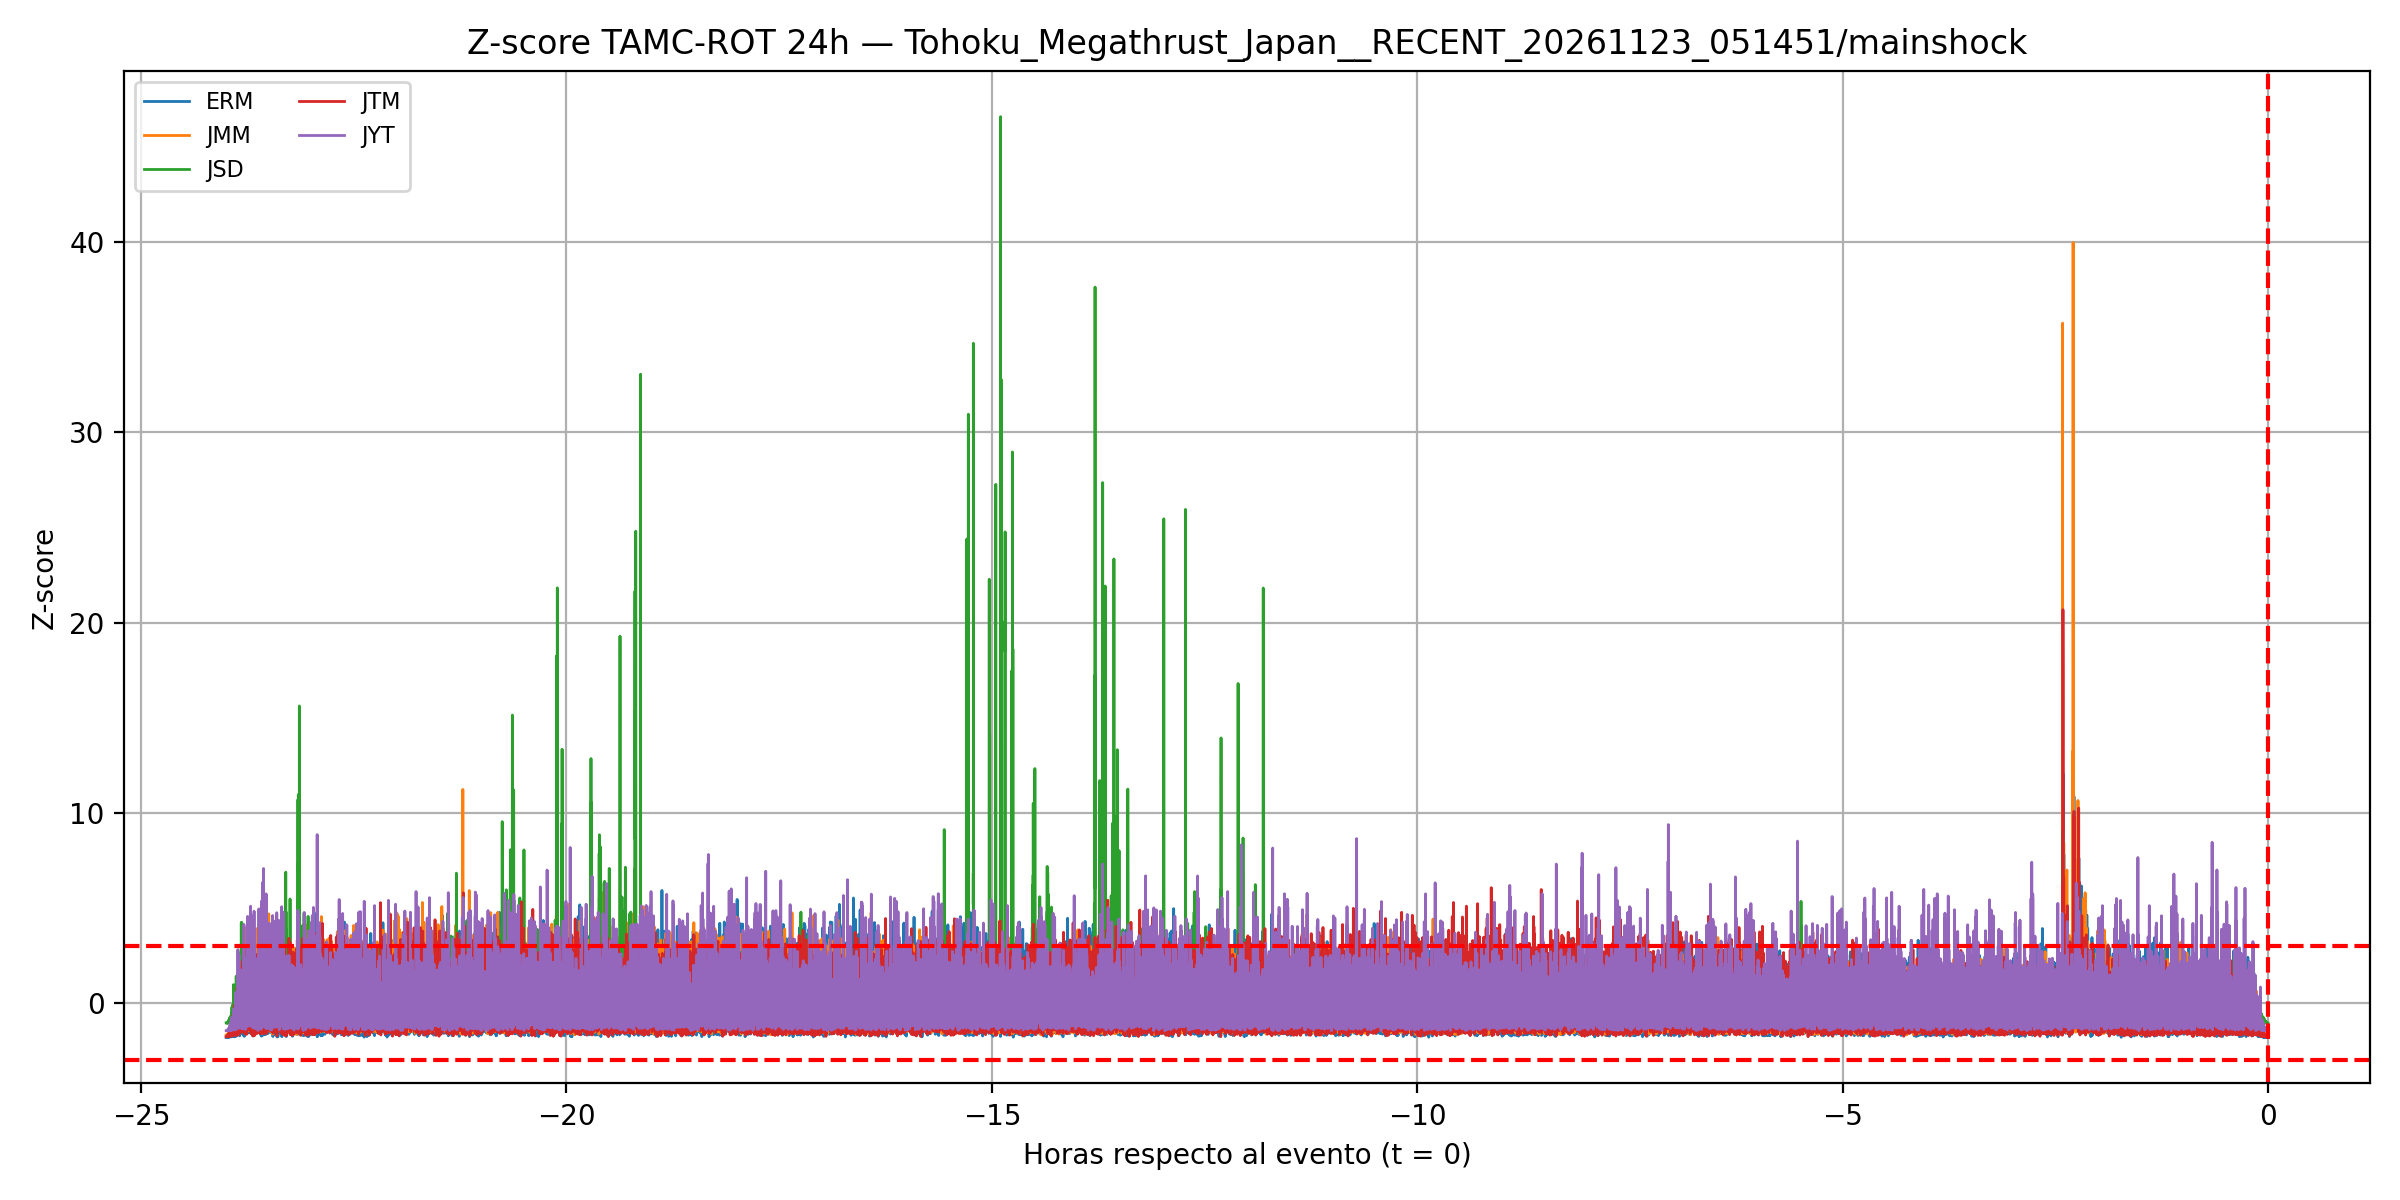 Z-score TAMC-ROT 24h — Tohoku_Megathrust_Japan__RECENT_20261123_051451/mainshock
ERM
JMM
JSD
JTM
JYT
Z-score
40
30
20
10
0
−25
−20
−15
−10
−5
0
Horas respecto al evento (t = 0)